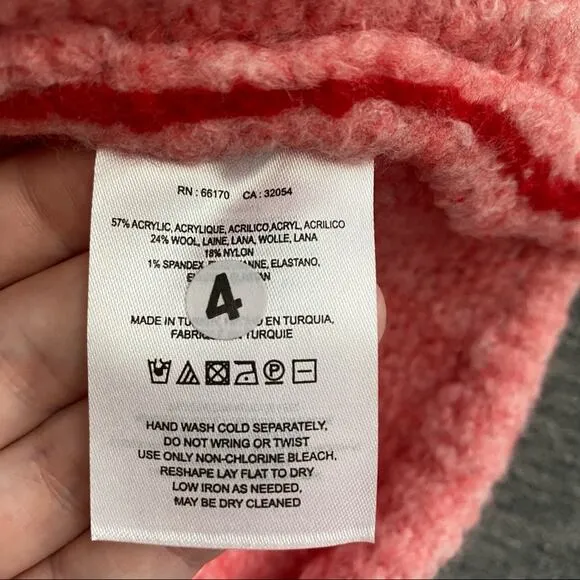 RN : 66170 CA : 32054
57% ACRYLIC, ACRYLIQUE, ACRILICO,ACRYL, ACRILICO
24% WOOL, LAINE, LANA, WOLLE, LANA
18% NYLON
1% SPANDEX ELASTANO,
4
MADE IN EN TURQUIA,
TURQUIE
HAND WASH COLD SEPARATELY,
DO NOT WRING OR TWIST
USE ONLY NON-CHLORINE BLEACH,
RESHAPE LAY FLAT TO DRY
LOW IRON AS NEEDED,
MAY BE DRY CLEANED